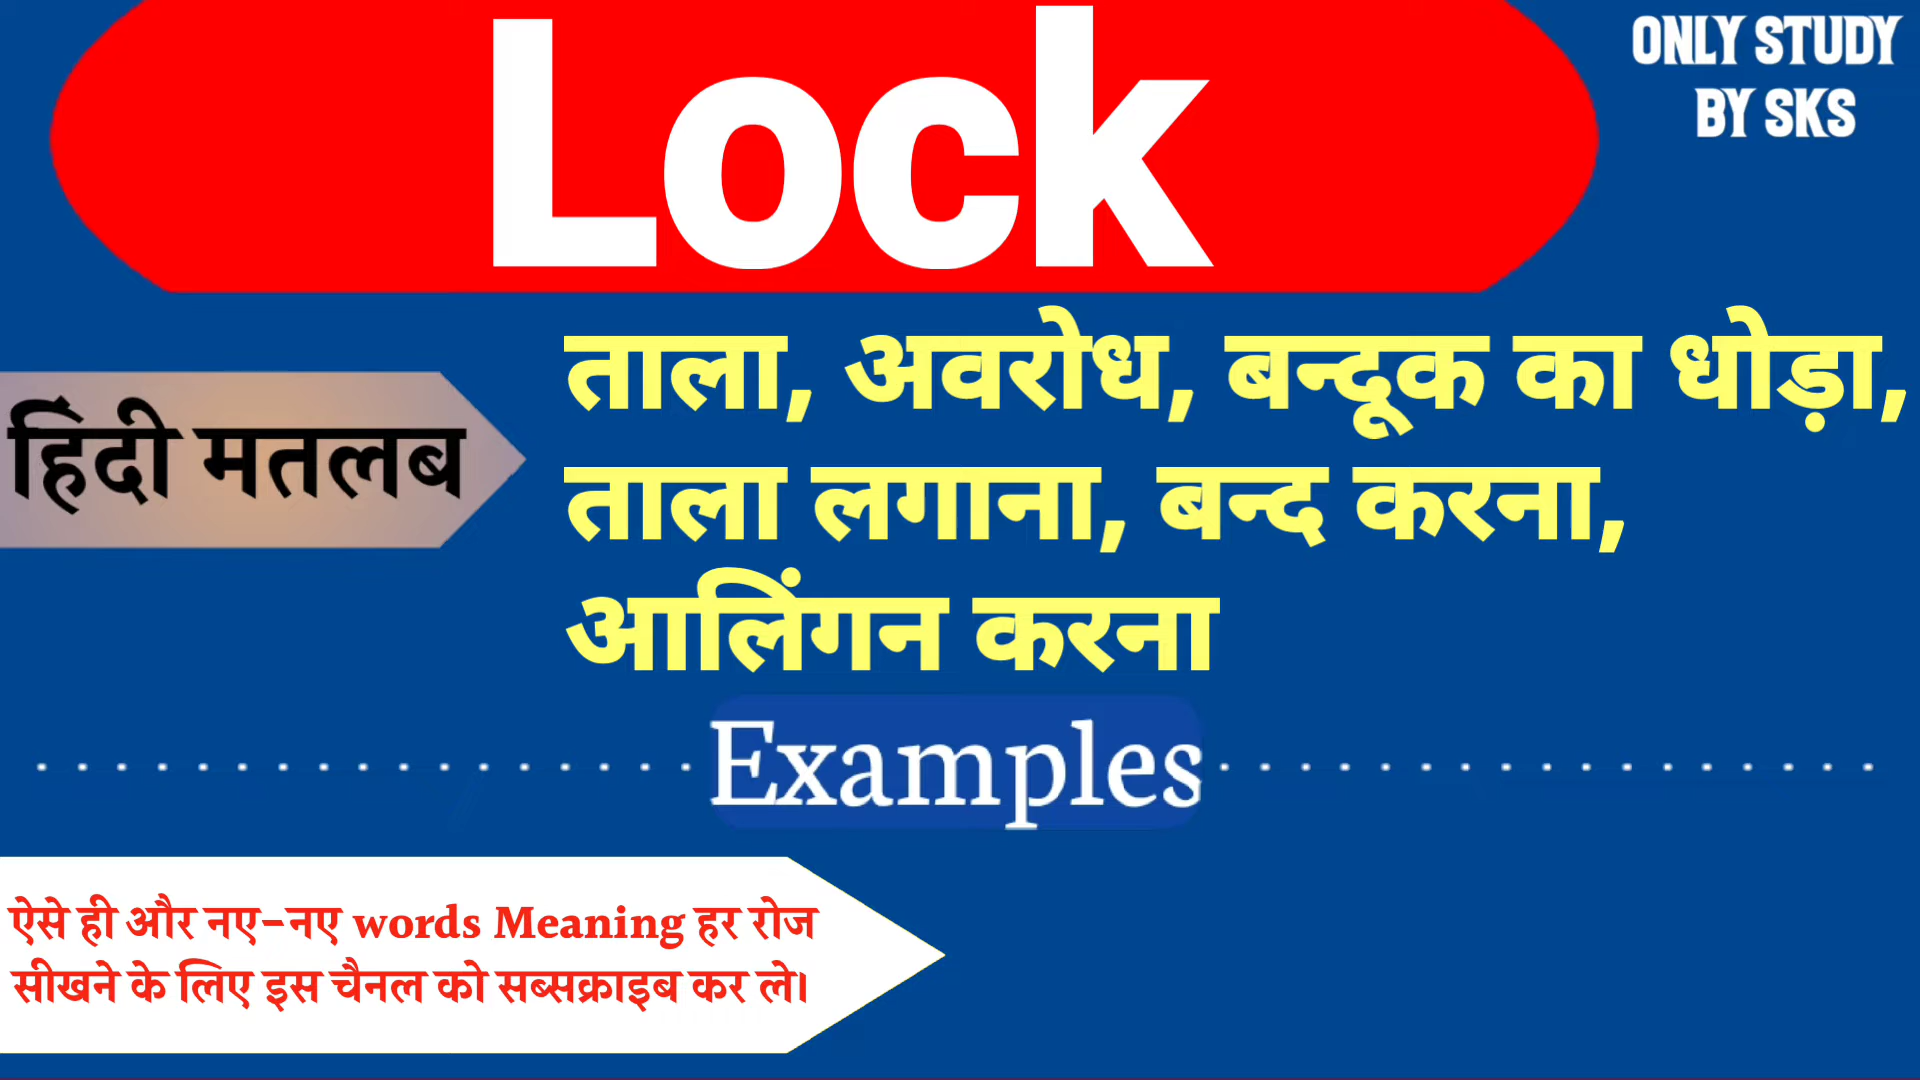 Lock
ONLY STUDY
BY SKS
हिंदी मतलब
ताला, अवरोध, बन्दूक का धोड़ा,
ताला लगाना, बन्द करना,
आलिंगन करना
Examples
ऐसे ही और नए-नए words Meaning हर रोज
सीखने के लिए इस चैनल को सब्सक्राइब कर ले।